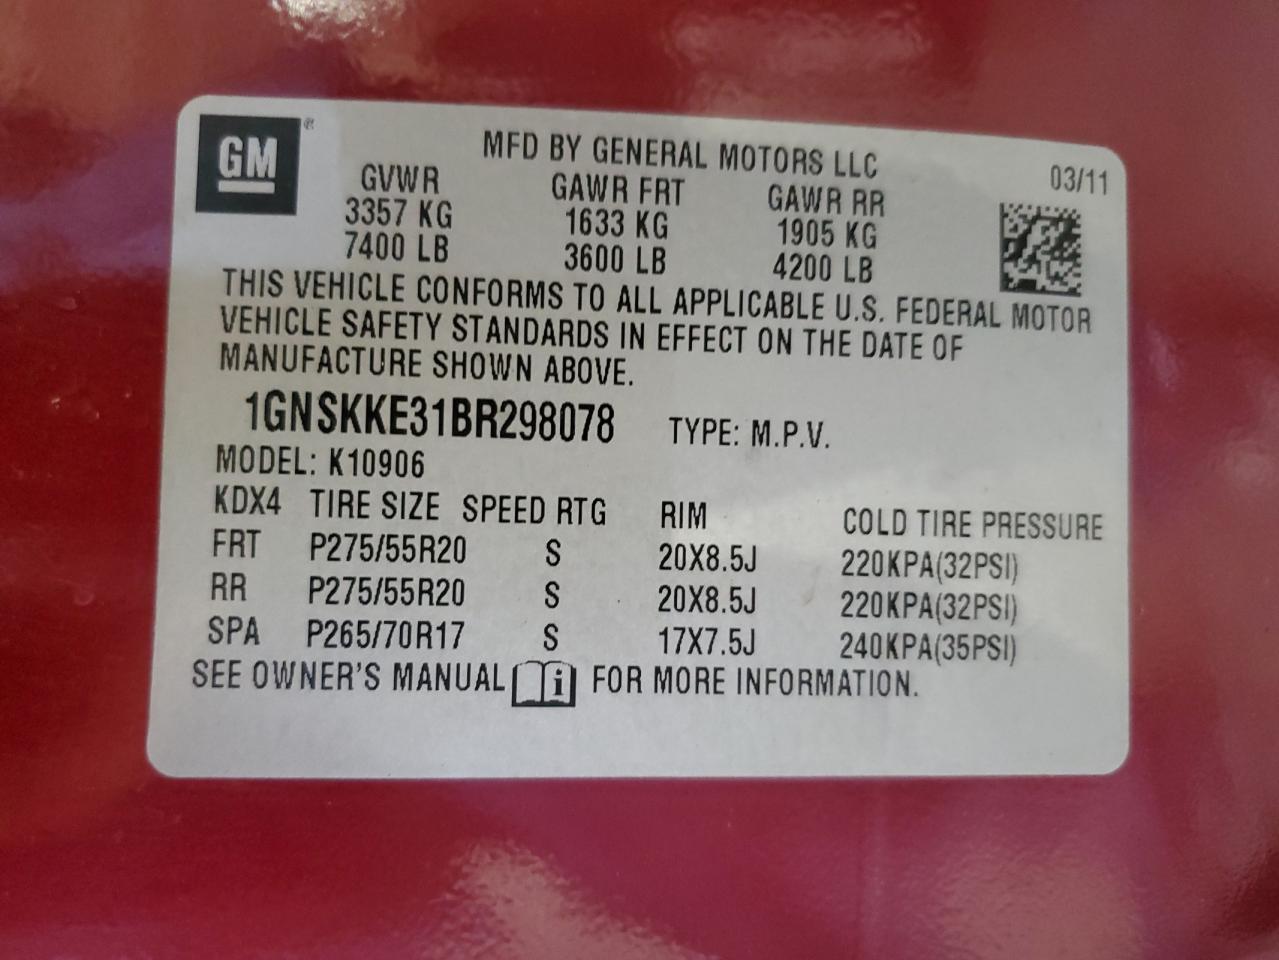 GM ®
MFD BY GENERAL MOTORS LLC
03/11
GVWR GAWR FRT GAWR RR
3357 KG 1633 KG 1905 KG
7400 LB 3600 LB 4200 LB
THIS VEHICLE CONFORMS TO ALL APPLICABLE U.S. FEDERAL MOTOR
VEHICLE SAFETY STANDARDS IN EFFECT ON THE DATE OF
MANUFACTURE SHOWN ABOVE.
1GNSKKE31BR298078 TYPE: M.P.V.
MODEL: K10906
KDX4 TIRE SIZE SPEED RTG RIM COLD TIRE PRESSURE
FRT P275/55R20 S 20X8.5J 220KPA(32PSI)
RR P275/55R20 S 20X8.5J 220KPA(32PSI)
SPA P265/70R17 S 17X7.5J 240KPA(35PSI)
SEE OWNER'S MANUAL i FOR MORE INFORMATION.